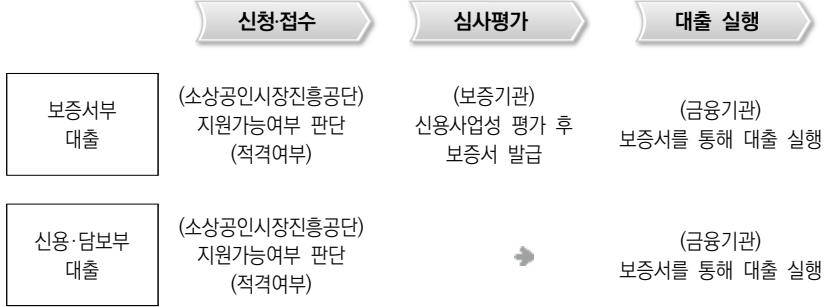 신청·접수
심사평가
대출 실행
보증서부
대출
(소상공인시장진흥공단)
지원가능여부 판단
(적격여부)
(보증기관)
신용사업성 평가 후
보증서 발급
(금융기관)
보증서를 통해 대출 실행
신용·담보부
대출
(소상공인시장진흥공단)
지원가능여부 판단
(적격여부)
(금융기관)
보증서를 통해 대출 실행